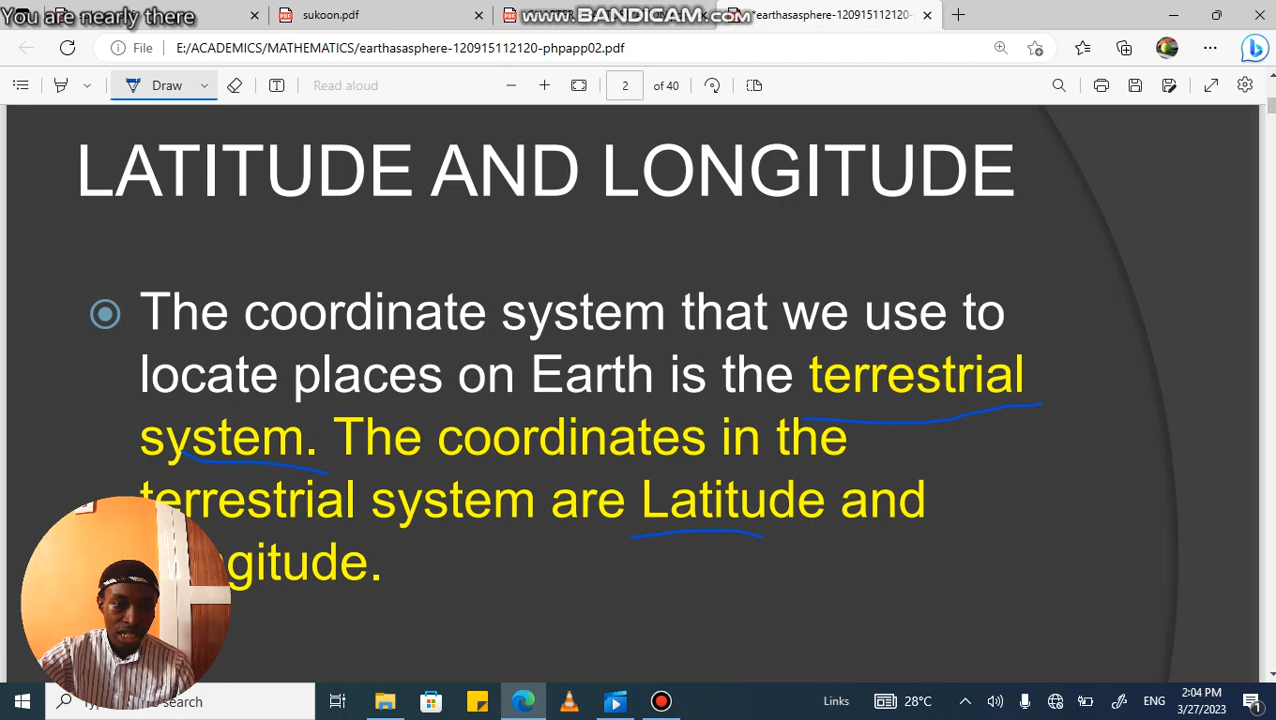 You are nearly there
sukoon.pdf
www.BANDICAM.com
earthasasphere-120915112120-
File
E:/ACADEMICS/MATHEMATICS/earthasasphere-120915112120-phpapp02.pdf
Draw
Read aloud
2
of 40
LATITUDE AND LONGITUDE
The coordinate system that we use to
locate places on Earth is the terrestrial
system. The coordinates in the
terrestrial system are Latitude and
gitude.
search
Links
28°C
ENG
2:04 PM
3/27/2023
1